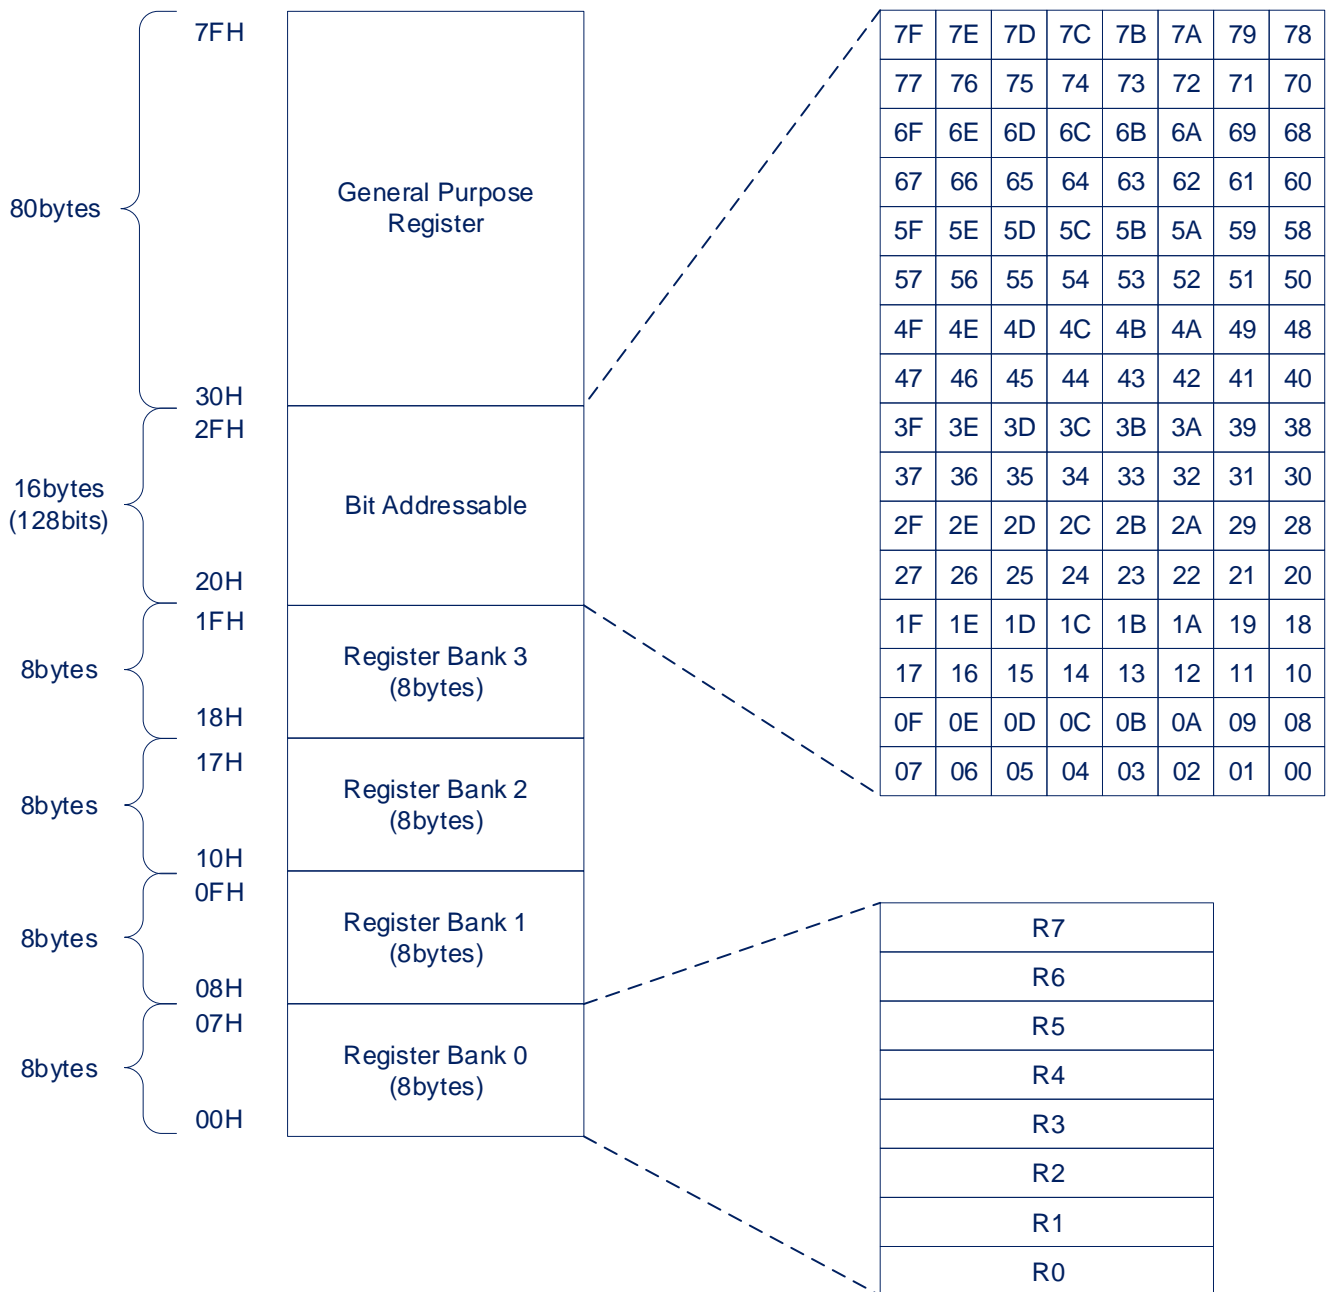 7FH
80bytes
General Purpose
Register
30H
2FH
16bytes
(128bits)
Bit Addressable
20H
1FH
8bytes
Register Bank 3
(8bytes)
18H
17H
8bytes
Register Bank 2
(8bytes)
10H
0FH
8bytes
Register Bank 1
(8bytes)
08H
07H
8bytes
Register Bank 0
(8bytes)
00H
7F 7E 7D 7C 7B 7A 79 78
77 76 75 74 73 72 71 70
6F 6E 6D 6C 6B 6A 69 68
67 66 65 64 63 62 61 60
5F 5E 5D 5C 5B 5A 59 58
57 56 55 54 53 52 51 50
4F 4E 4D 4C 4B 4A 49 48
47 46 45 44 43 42 41 40
3F 3E 3D 3C 3B 3A 39 38
37 36 35 34 33 32 31 30
2F 2E 2D 2C 2B 2A 29 28
27 26 25 24 23 22 21 20
1F 1E 1D 1C 1B 1A 19 18
17 16 15 14 13 12 11 10
0F 0E 0D 0C 0B 0A 09 08
07 06 05 04 03 02 01 00
R7
R6
R5
R4
R3
R2
R1
R0